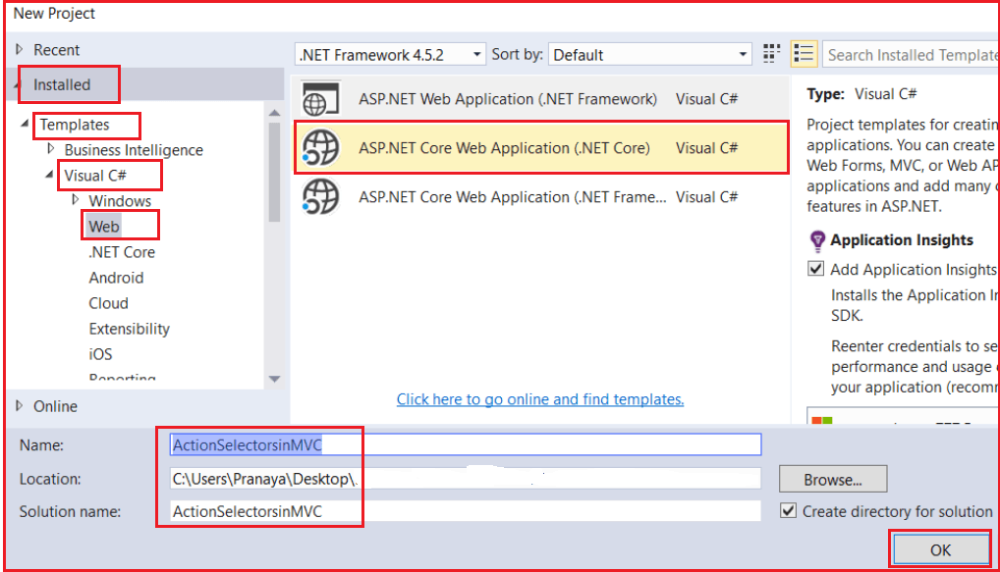 New Project
Recent
.NET Framework 4.5.2 Sort by: Default Search Installed Template
Installed
Templates
Business Intelligence
Visual C#
Windows
Web
.NET Core
Android
Cloud
Extensibility
iOS
Reporting
Online
ASP.NET Web Application (.NET Framework) Visual C#
ASP.NET Core Web Application (.NET Core) Visual C#
ASP.NET Core Web Application (.NET Frame... Visual C#
Click here to go online and find templates.
Type: Visual C#
Project templates for creatin
applications. You can create
Web Forms, MVC, or Web AP
applications and add many
features in ASP.NET.
Application Insights
Add Application Insights
Installs the Application In
SDK.
Reenter credentials to se
performance and usage
your application (recomm
Name: ActionSelectorsinMVC
Location: C:\Users\Pranaya\Desktop\. Browse...
Solution name: ActionSelectorsinMVC Create directory for solution
OK